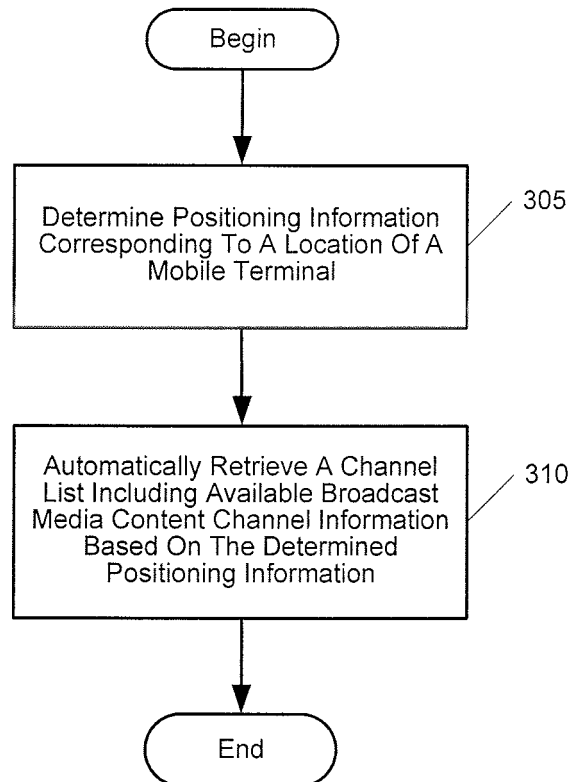 Begin
Determine Positioning Information
Corresponding To A Location Of A
Mobile Terminal
305
Automatically Retrieve A Channel
List Including Available Broadcast
Media Content Channel Information
Based On The Determined
Positioning Information
310
End